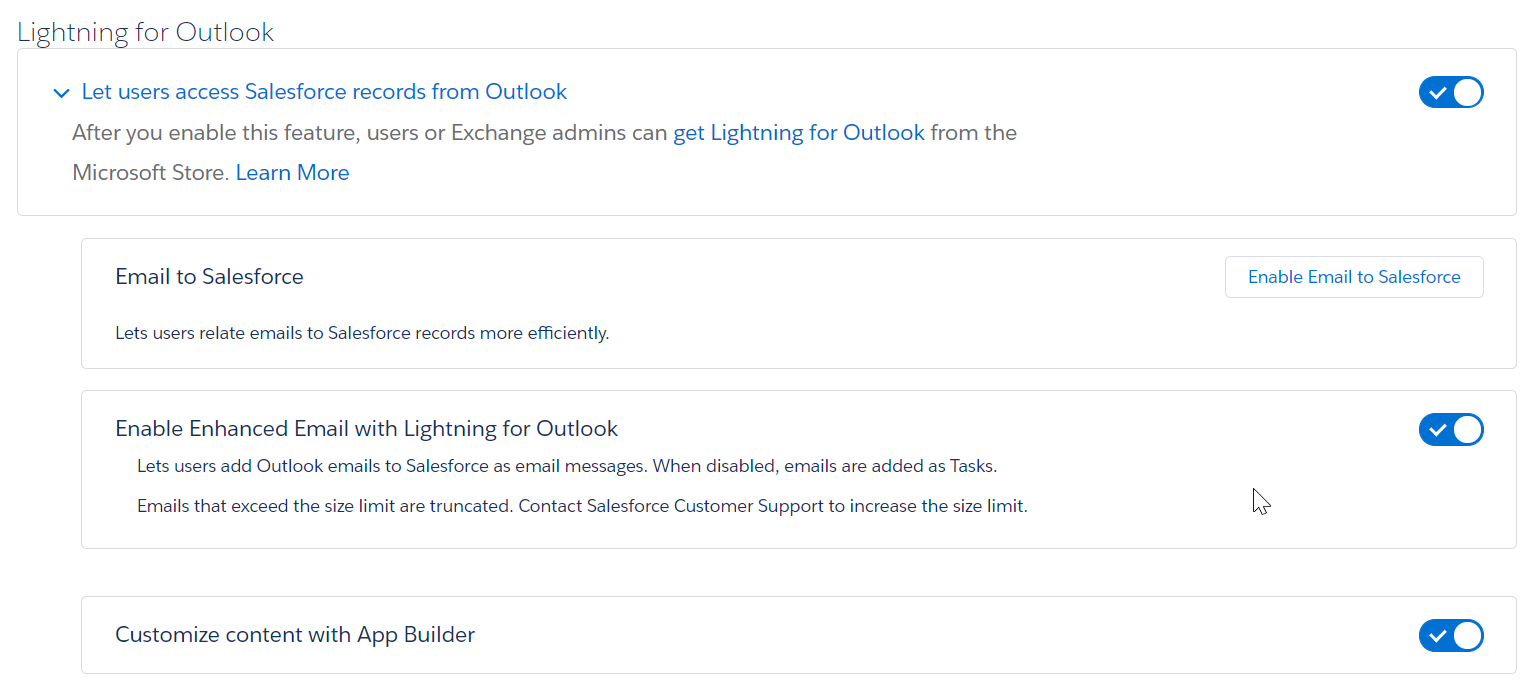 Lightning for Outlook
Let users access Salesforce records from Outlook
After you enable this feature, users or Exchange admins can get Lightning for Outlook from the
Microsoft Store. Learn More
Email to Salesforce
Enable Email to Salesforce
Lets users relate emails to Salesforce records more efficiently.
Enable Enhanced Email with Lightning for Outlook
Lets users add Outlook emails to Salesforce as email messages. When disabled, emails are added as Tasks.
Emails that exceed the size limit are truncated. Contact Salesforce Customer Support to increase the size limit.
Customize content with App Builder